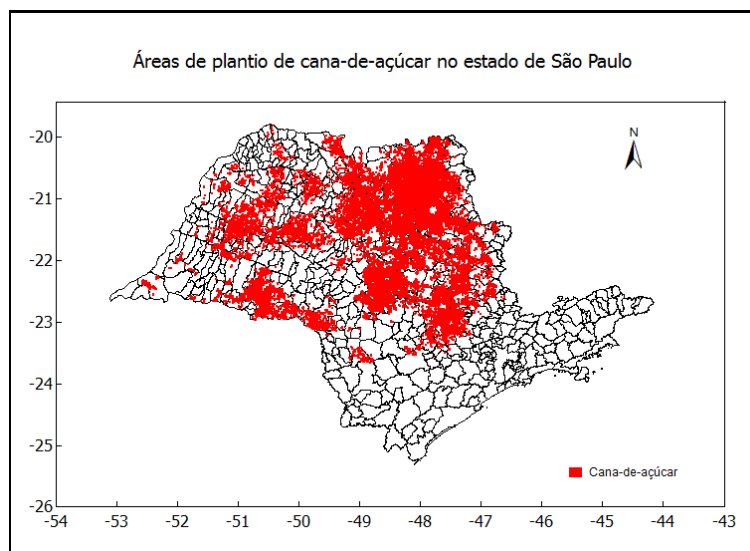 Áreas de plantio de cana-de-açúcar no estado de São Paulo
N
-20
-21
-22
-23
-24
-25
-26
-54 -53 -52 -51 -50 -49 -48 -47 -46 -45 -44 -43
Cana-de-açúcar